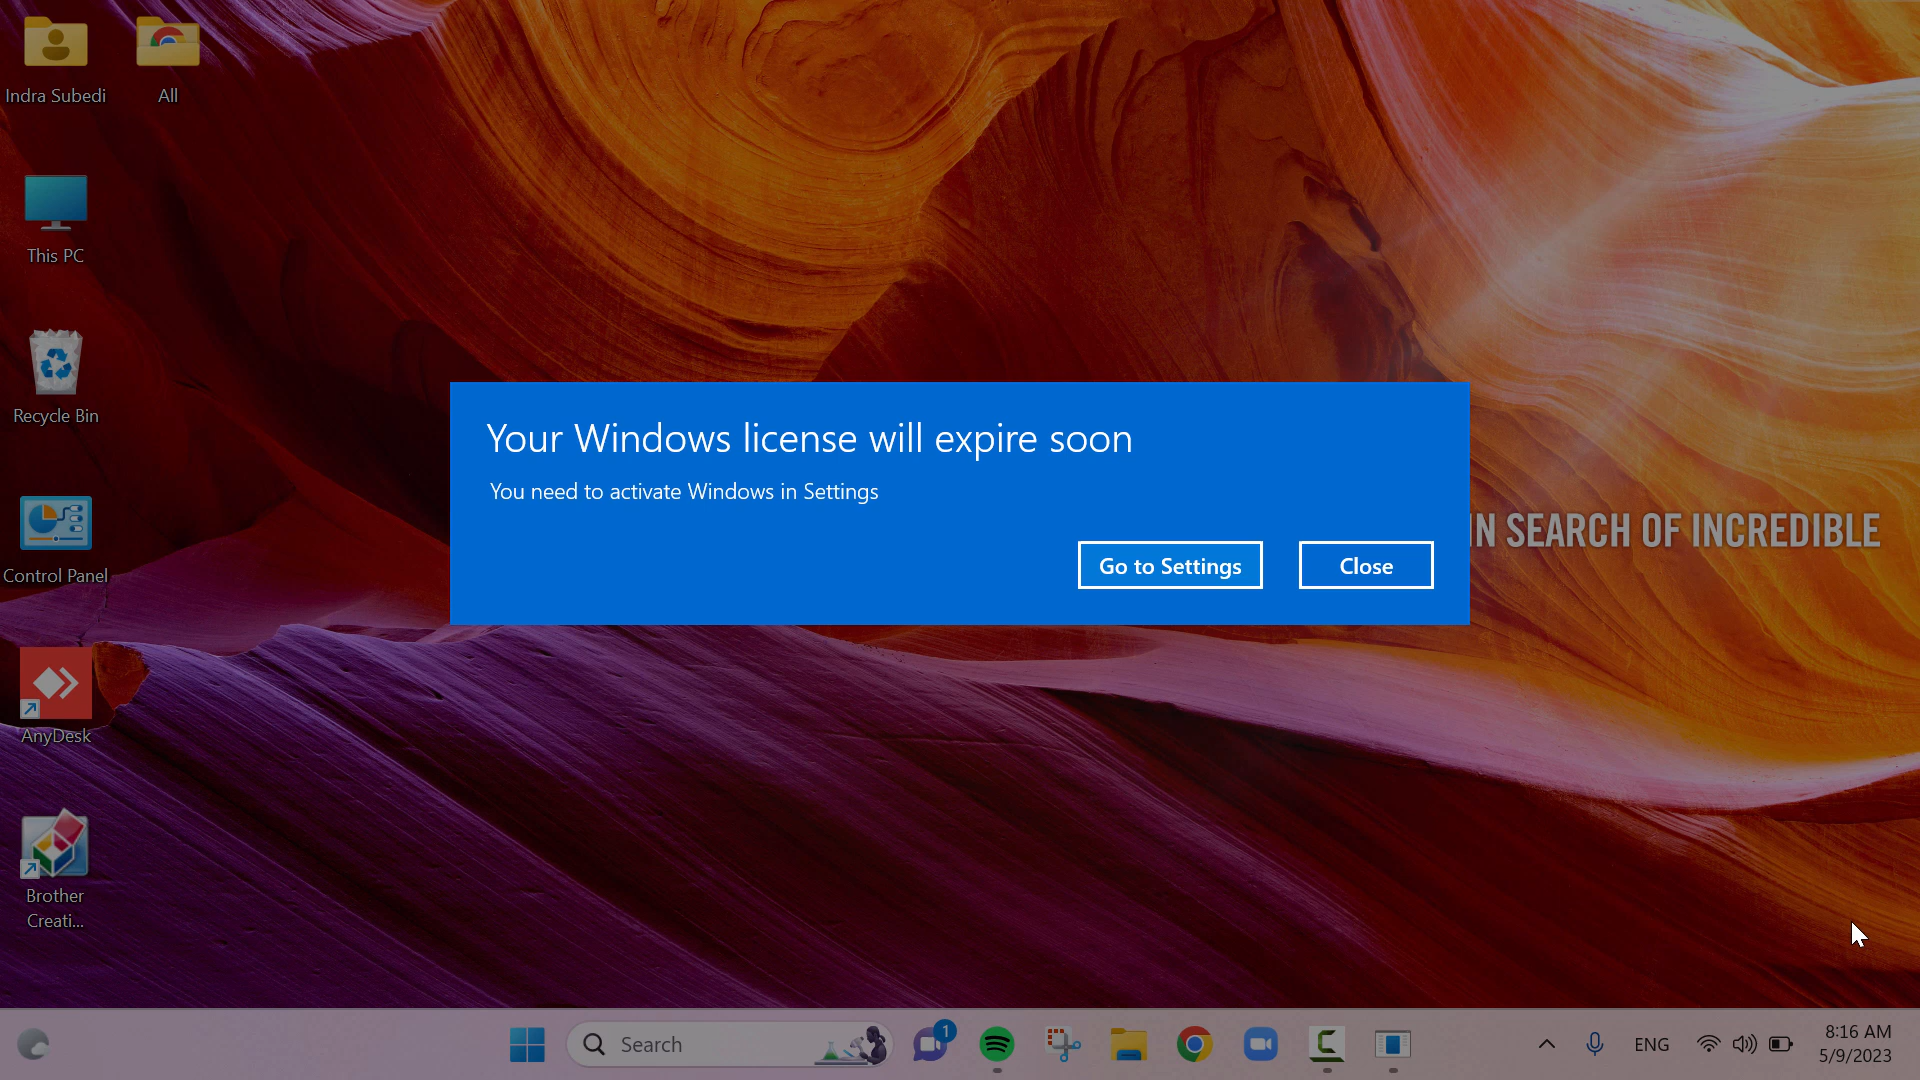 Indra Subedi
All
This PC
Recycle Bin
Control Panel
AnyDesk
Brother
Creati...
Your Windows license will expire soon
You need to activate Windows in Settings
Go to Settings
Close
IN SEARCH OF INCREDIBLE
Search
1
ENG
8:16 AM
5/9/2023